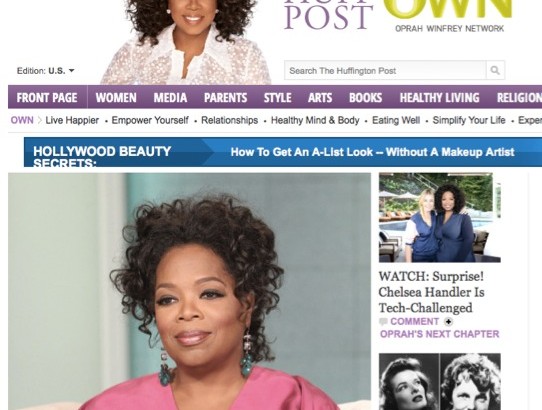 POST
OWN
OPRAH WINFREY NETWORK
Edition: U.S.
Search The Huffington Post
FRONT PAGE WOMEN MEDIA PARENTS STYLE ARTS BOOKS HEALTHY LIVING RELIGION
OWN Live Happier • Empower Yourself • Relationships • Healthy Mind & Body • Eating Well • Simplify Your Life •
HOLLYWOOD BEAUTY
SECRETS:
How To Get An A-List Look -- Without A Makeup Artist
WATCH: Surprise!
Chelsea Handler Is
Tech-Challenged
COMMENT
OPRAH'S NEXT CHAPTER